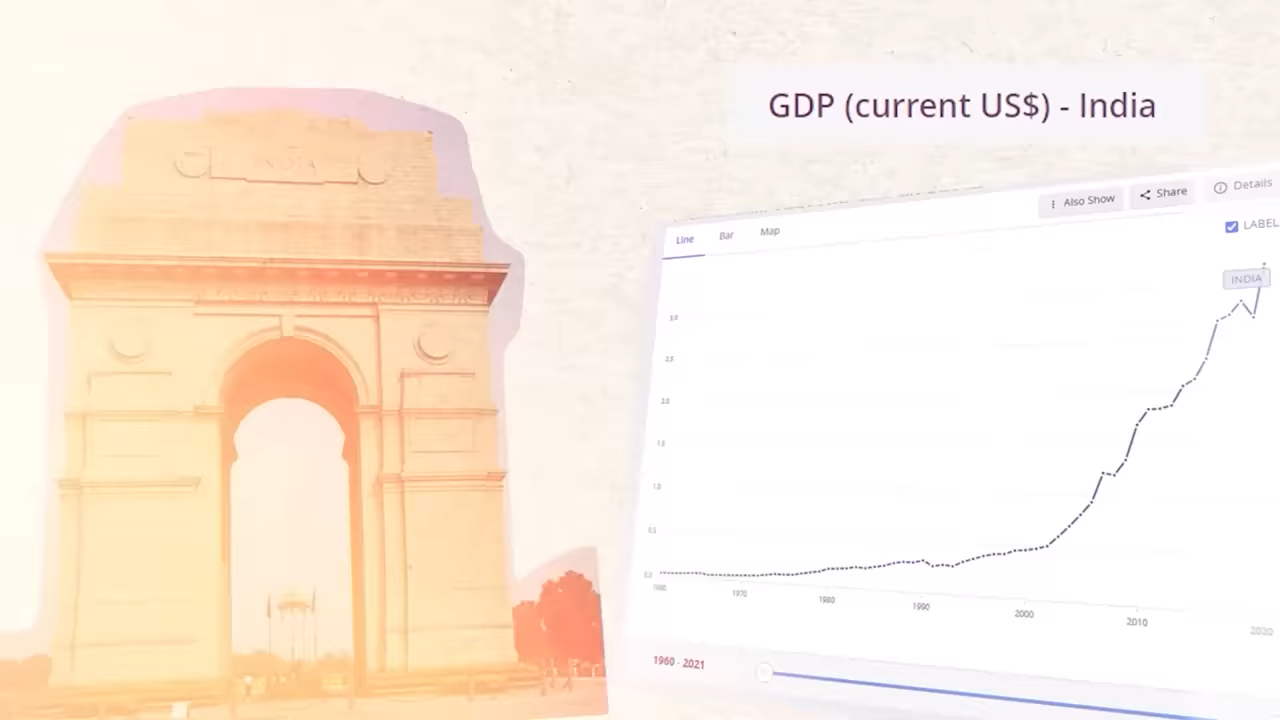 INDIA
GDP (current US$) - India
Also Show
Share
Details
Line
Bar
Map
LABEL
INDIA
3.0
2.5
2.0
1.5
1.0
0.5
0.0
1960
1970
1980
1990
2000
2010
2020
1960 - 2021